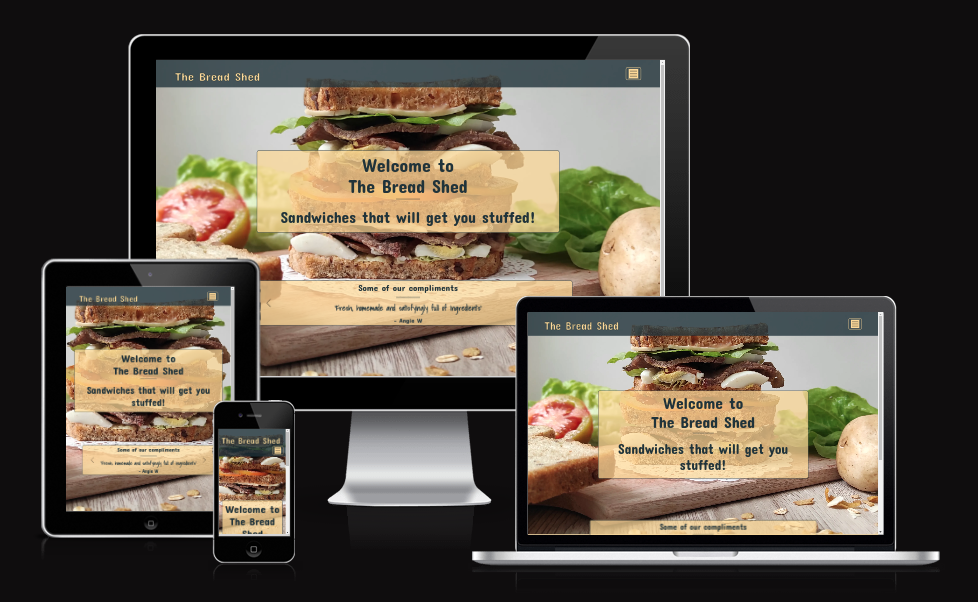 The Bread Shed
Welcome to
The Bread Shed
Sandwiches that will get you stuffed!
Some of our compliments
'Fresh, homemade and satisfyingly full of ingredients'
- Angie W
The Bread Shed
Welcome to
The Bread Shed
Sandwiches that will get you
stuffed!
Some of our compliments
'Fresh, homemade and satisfyingly full of ingredients'
- Angie W
The Bread Shed
Welcome to
The Bread
The Bread Shed
Welcome to
The Bread Shed
Sandwiches that will get you
stuffed!
Some of our compliments